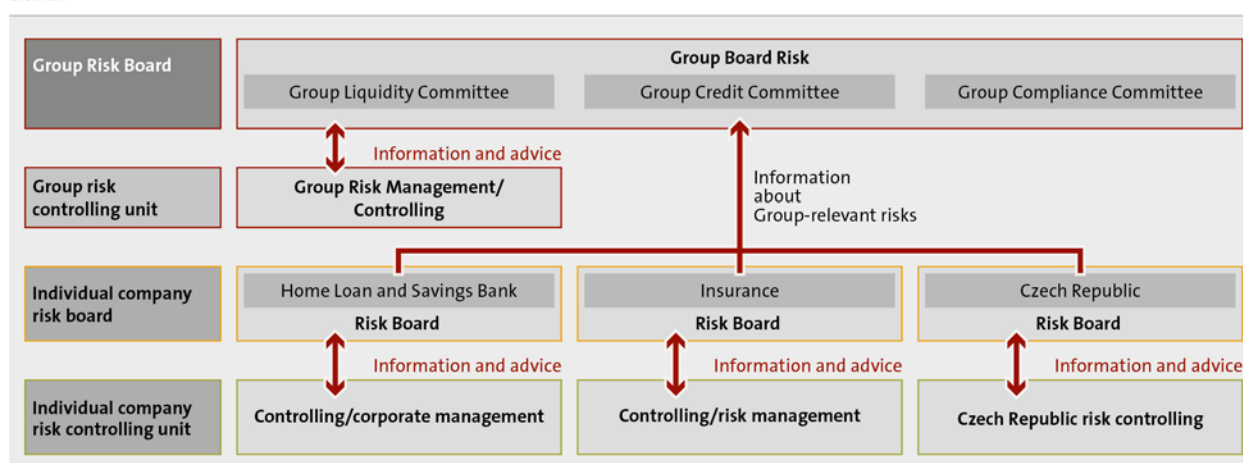 Group Risk Board
Group Board Risk
Group Liquidity Committee
Group Credit Committee
Group Compliance Committee
Information and advice
Group risk
controlling unit
Group Risk Management/
Controlling
Information
about
Group-relevant risks
Individual company
risk board
Home Loan and Savings Bank
Risk Board
Insurance
Risk Board
Czech Republic
Risk Board
Information and advice
Information and advice
Information and advice
Individual company
risk controlling unit
Controlling/corporate management
Controlling/risk management
Czech Republic risk controlling